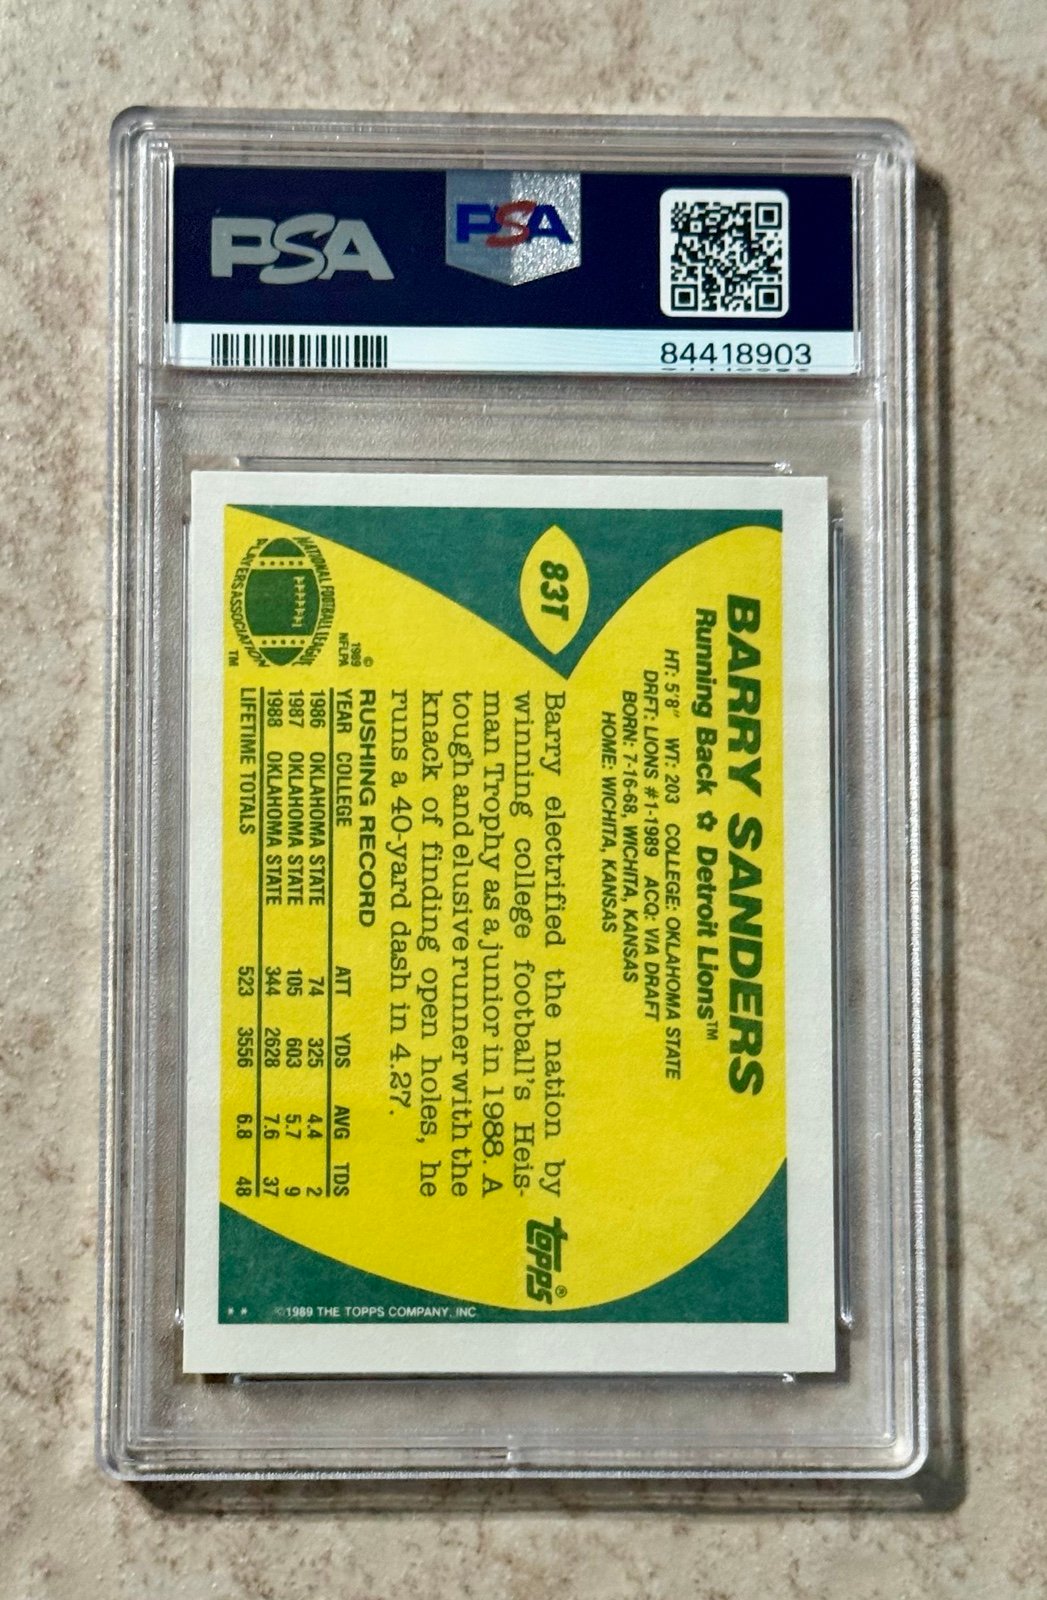 PSA
PSA
84418903
83T
BARRY SANDERS
Running Back ✿ Detroit Lions™
HT: 5'8" WT: 203 COLLEGE: OKLAHOMA STATE
DRFT: LIONS #1-1989 ACQ: VIA DRAFT
BORN: 7-16-68, WICHITA, KANSAS
HOME: WICHITA, KANSAS
Barry electrified the nation by
winning college football's Heis-
man Trophy as a junior in 1988. A
tough and elusive runner with the
knack of finding open holes, he
runs a 40-yard dash in 4.27.
NATIONAL FOOTBALL LEAGUE
PLAYERS ASSOCIATION
TM
©
1989
NFLPA
RUSHING RECORD
YEAR COLLEGE ATT YDS AVG TDS
1986 OKLAHOMA STATE 74 325 4.4 2
1987 OKLAHOMA STATE 105 603 5.7 9
1988 OKLAHOMA STATE 344 2628 7.6 37
LIFETIME TOTALS 523 3556 6.8 48
TOPPS®
* * ©1989 THE TOPPS COMPANY, INC.